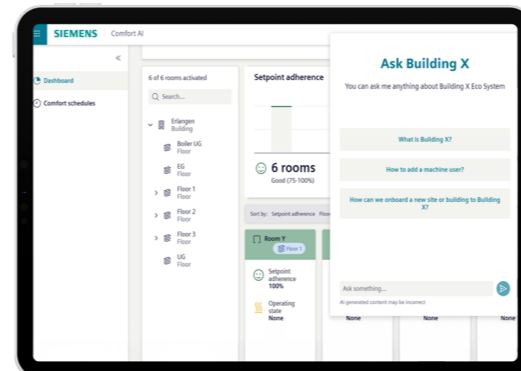 SIEMENS Comfort AI
Dashboard
Comfort schedules
6 of 6 rooms activated
Search...
Erlangen
Building
Boiler UG
Floor
EG
Floor
Floor 1
Floor
Floor 2
Floor
Floor 3
Floor
UG
Floor
Setpoint adherence
6 rooms
Good (75-100%)
Sort by: Setpoint adherence Floo
Room Y
Floor 1
Setpoint
adherence
100%
Operating
state
None
None
None
None
Ask Building X
You can ask me anything about Building X Eco System
What is Building X?
How to add a machine user?
How can we onboard a new site or building to Building
X?
Ask something...
AI generated content may be incorrect